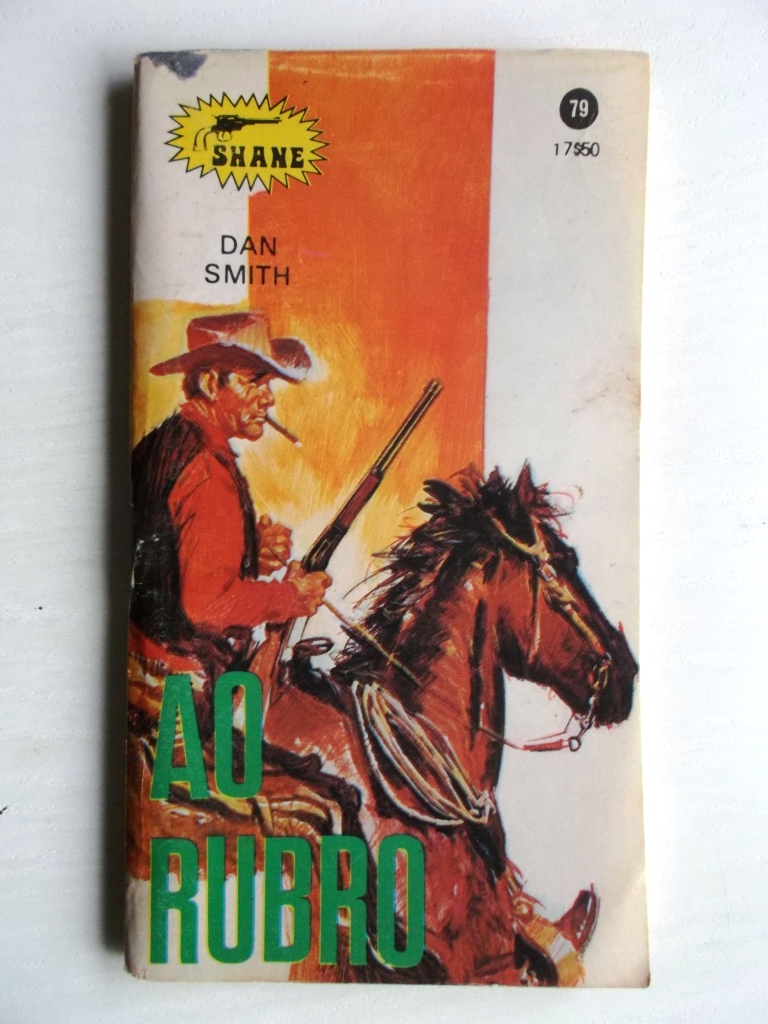 SHANE
79
17$50
DAN
SMITH
AO
RUBRO